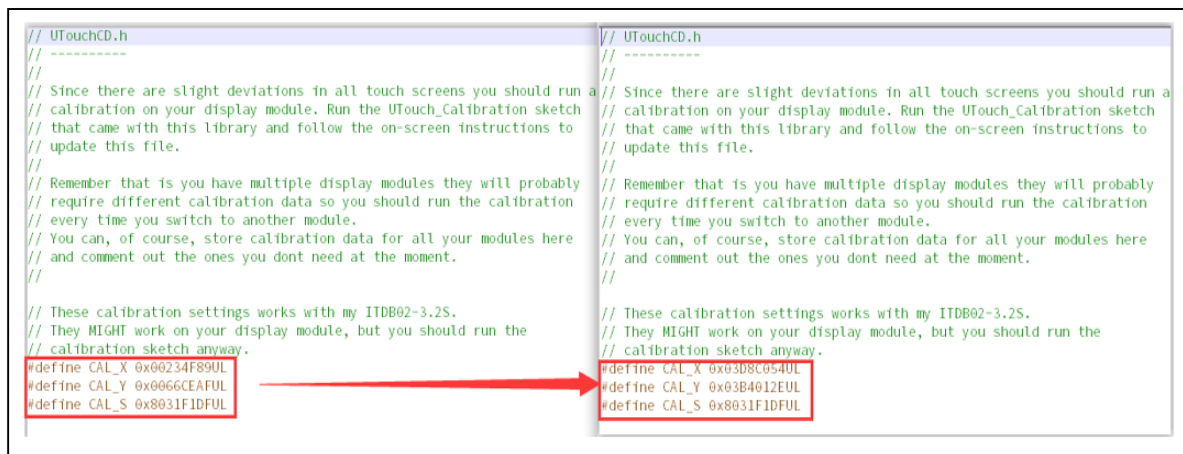 // UTouchCD.h
// ----------
//
// Since there are slight deviations in all touch screens you should run a
// calibration on your display module. Run the UTouch_Calibration sketch
// that came with this library and follow the on-screen instructions to
// update this file.
//
// Remember that is you have multiple display modules they will probably
// require different calibration data so you should run the calibration
// every time you switch to another module.
// You can, of course, store calibration data for all your modules here
// and comment out the ones you dont need at the moment.
//
// These calibration settings works with my ITDB02-3.2S.
// They MIGHT work on your display module, but you should run the
// calibration sketch anyway.
#define CAL_X 0x00234F89UL
#define CAL_Y 0x0066CEAFUL
#define CAL_S 0x8031F1DFUL
// UTouchCD.h
// ----------
//
// Since there are slight deviations in all touch screens you should run a
// calibration on your display module. Run the UTouch_Calibration sketch
// that came with this library and follow the on-screen instructions to
// update this file.
//
// Remember that is you have multiple display modules they will probably
// require different calibration data so you should run the calibration
// every time you switch to another module.
// You can, of course, store calibration data for all your modules here
// and comment out the ones you dont need at the moment.
//
// These calibration settings works with my ITDB02-3.2S.
// They MIGHT work on your display module, but you should run the
// calibration sketch anyway.
#define CAL_X 0x03D8C054UL
#define CAL_Y 0x03B4012EUL
#define CAL_S 0x8031F1DFUL